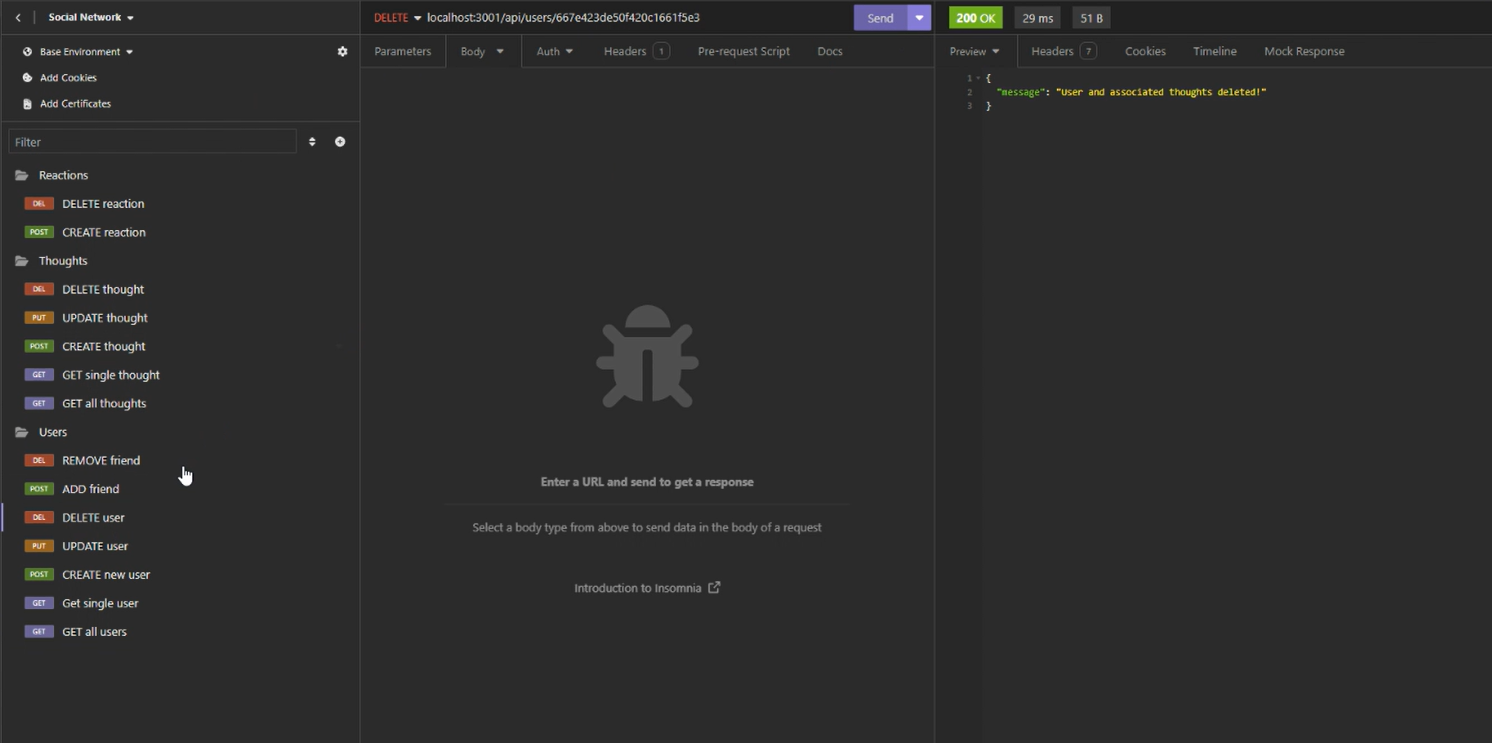 Social Network
Base Environment
Add Cookies
Add Certificates
Filter
Reactions
DEL DELETE reaction
POST CREATE reaction
Thoughts
DEL DELETE thought
PUT UPDATE thought
POST CREATE thought
GET GET single thought
GET GET all thoughts
Users
DEL REMOVE friend
POST ADD friend
DEL DELETE user
PUT UPDATE user
POST CREATE new user
GET Get single user
GET GET all users
DELETE localhost:3001/api/users/667e423de50f420c1661f5e3 Send
Parameters Body Auth Headers 1 Pre-request Script Docs
Enter a URL and send to get a response
Select a body type from above to send data in the body of a request
Introduction to Insomnia
200 OK 29 ms 51 B
Preview Headers 7 Cookies Timeline Mock Response
1 {
2 "message": "User and associated thoughts deleted!"
3 }